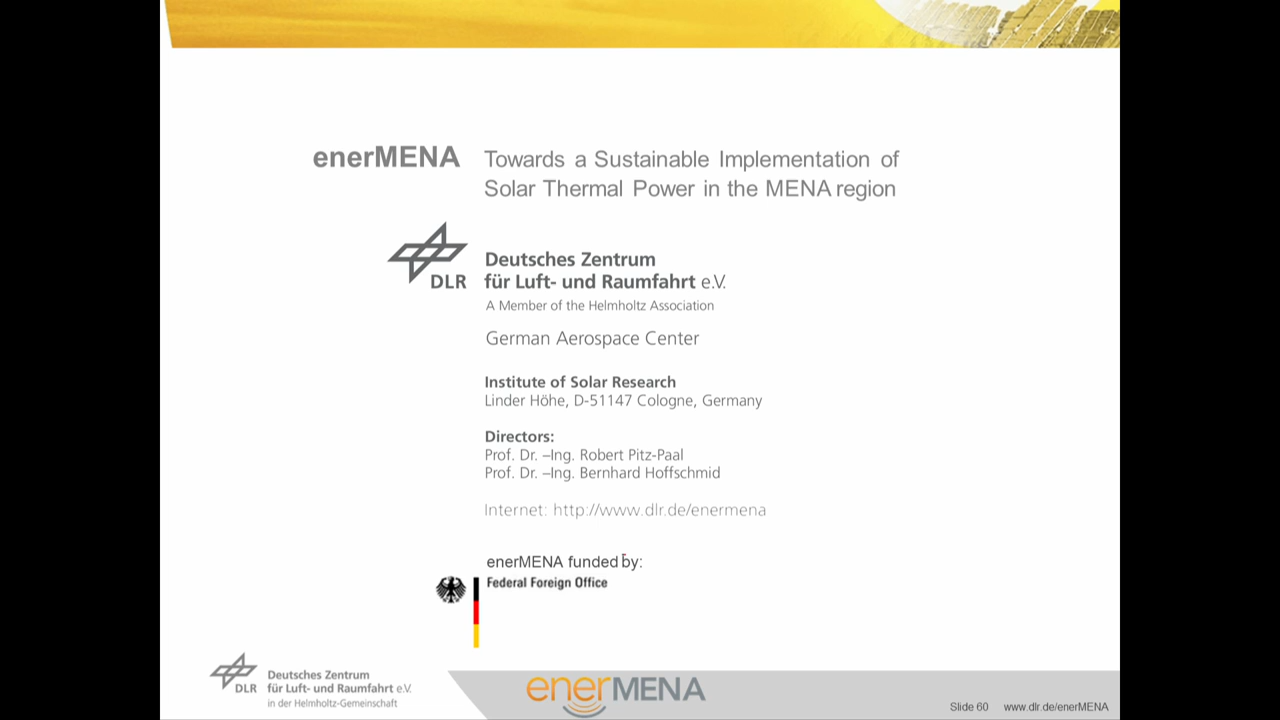 enerMENA
Towards a Sustainable Implementation of
Solar Thermal Power in the MENA region
DLR
Deutsches Zentrum
für Luft- und Raumfahrt e.V.
A Member of the Helmholtz Association
German Aerospace Center
Institute of Solar Research
Linder Höhe, D-51147 Cologne, Germany
Directors:
Prof. Dr. –Ing. Robert Pitz-Paal
Prof. Dr. –Ing. Bernhard Hoffschmid
Internet: http://www.dlr.de/enermena
enerMENA funded by:
Federal Foreign Office
DLR
Deutsches Zentrum
für Luft- und Raumfahrt e.V.
in der Helmholtz-Gemeinschaft
enerMENA
Slide 60 www.dlr.de/enerMENA